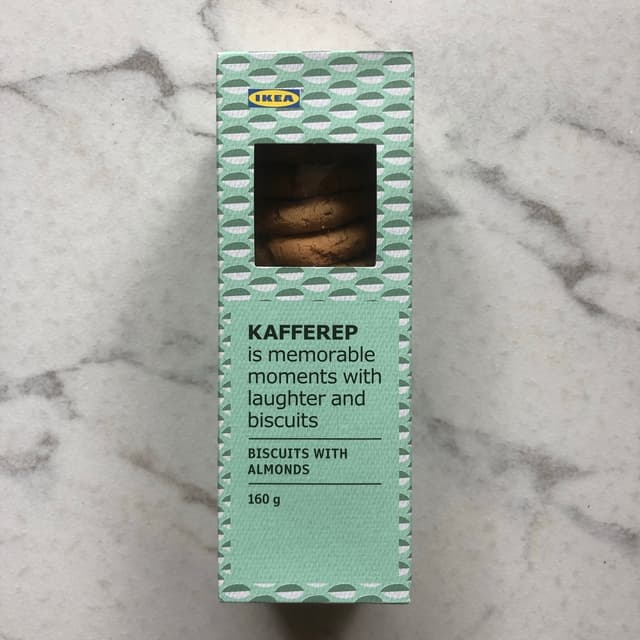 IKEA
KAFFEREP
is memorable
moments with
laughter and
biscuits
BISCUITS WITH
ALMONDS
160 g